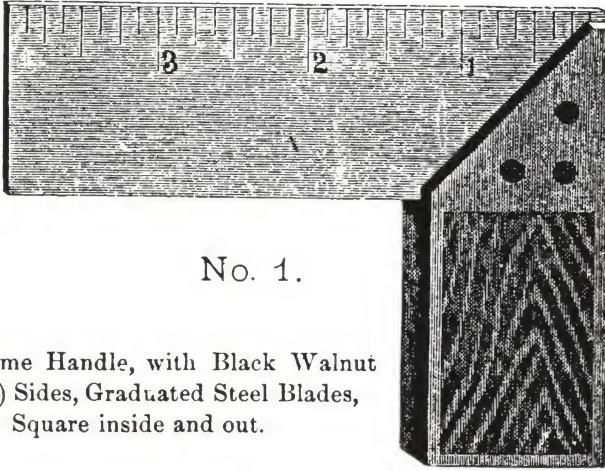 3 2 1
No. 1.
me Handle, with Black Walnut
) Sides, Graduated Steel Blades,
Square inside and out.